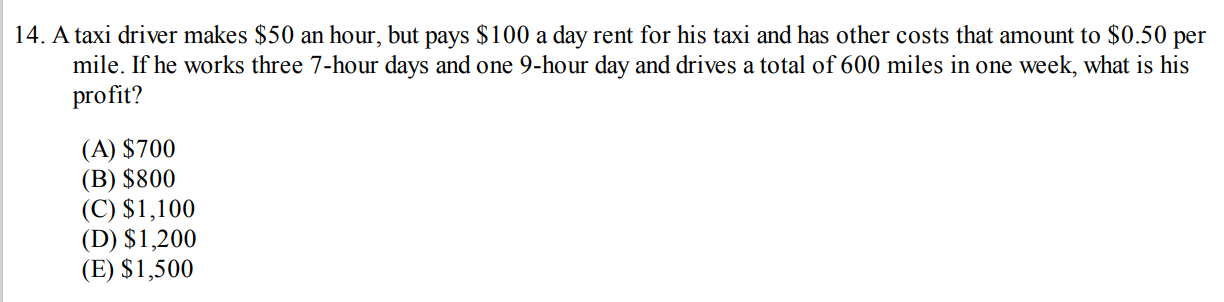 14. A taxi driver makes $50 an hour, but pays $100 a day rent for his taxi and has other costs that amount to $0.50 per
mile. If he works three 7-hour days and one 9-hour day and drives a total of 600 miles in one week, what is his
profit?
(A) $700
(B) $800
(C) $1,100
(D) $1,200
(E) $1,500